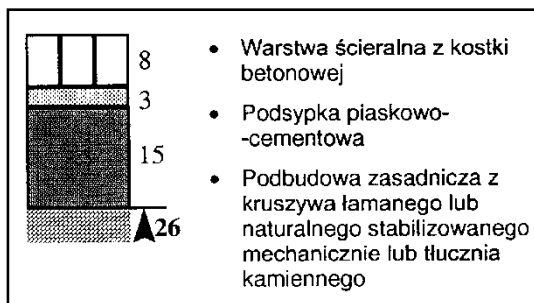 8
3
15
26
• Warstwa ścieralna z kostki
betonowej
• Podsypka piaskowo-
-cementowa
• Podbudowa zasadnicza z
kruszywa łamanego lub
naturalnego stabilizowanego
mechanicznie lub tłucznia
kamiennego